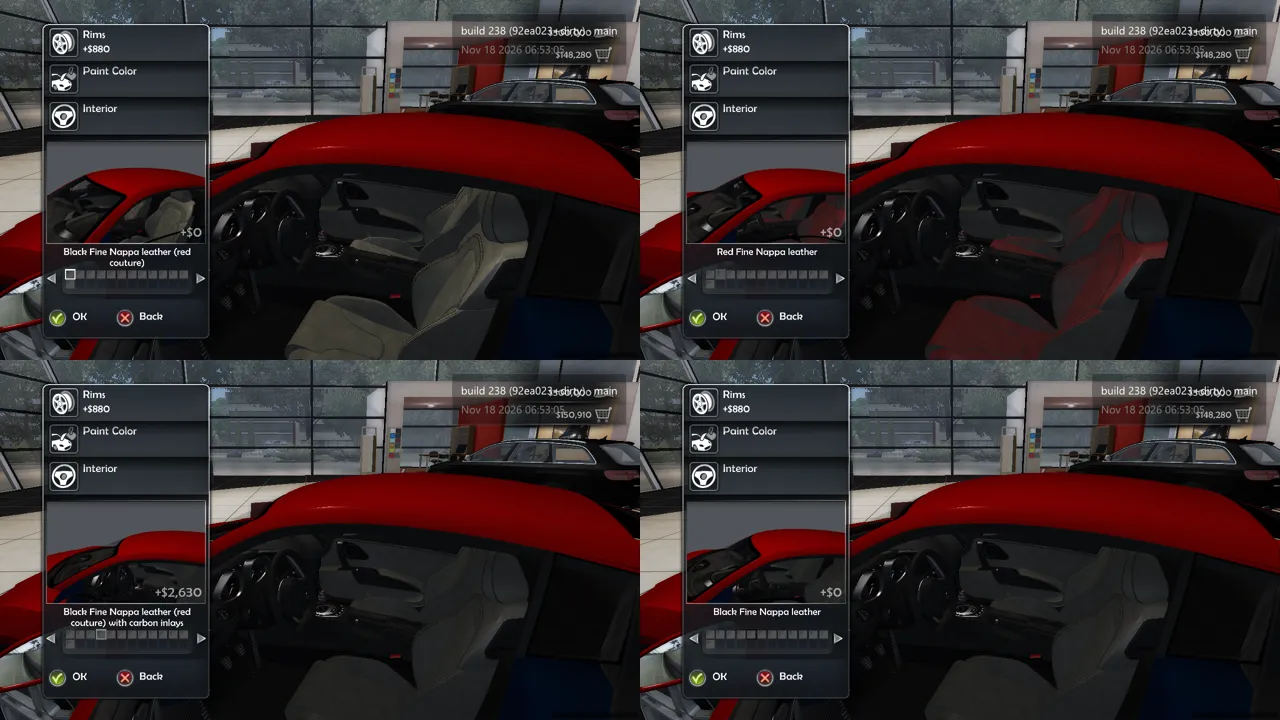 Rims
+$880
Paint Color
Interior
+$0
Black Fine Nappa leather (red
couture)
OK
Back
build 238 (92ea023+dirty) main
Nov 18 2026 06:53:05
$148,280
Rims
+$880
Paint Color
Interior
+$0
Red Fine Nappa leather
OK
Back
build 238 (92ea023+dirty) main
Nov 18 2026 06:53:05
$148,280
Rims
+$880
Paint Color
Interior
+$2,630
Black Fine Nappa leather (red
couture) with carbon inlays
OK
Back
build 238 (92ea023+dirty) main
Nov 18 2026 06:53:05
$150,910
Rims
+$880
Paint Color
Interior
+$0
Black Fine Nappa leather
OK
Back
build 238 (92ea023+dirty) main
Nov 18 2026 06:53:05
$148,280